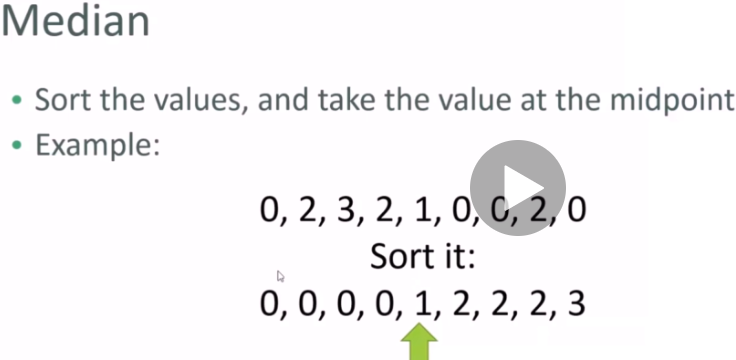 Median
• Sort the values, and take the value at the midpoint
• Example:
0, 2, 3, 2, 1, 0, 0, 2, 0
Sort it:
0, 0, 0, 0, 1, 2, 2, 2, 3